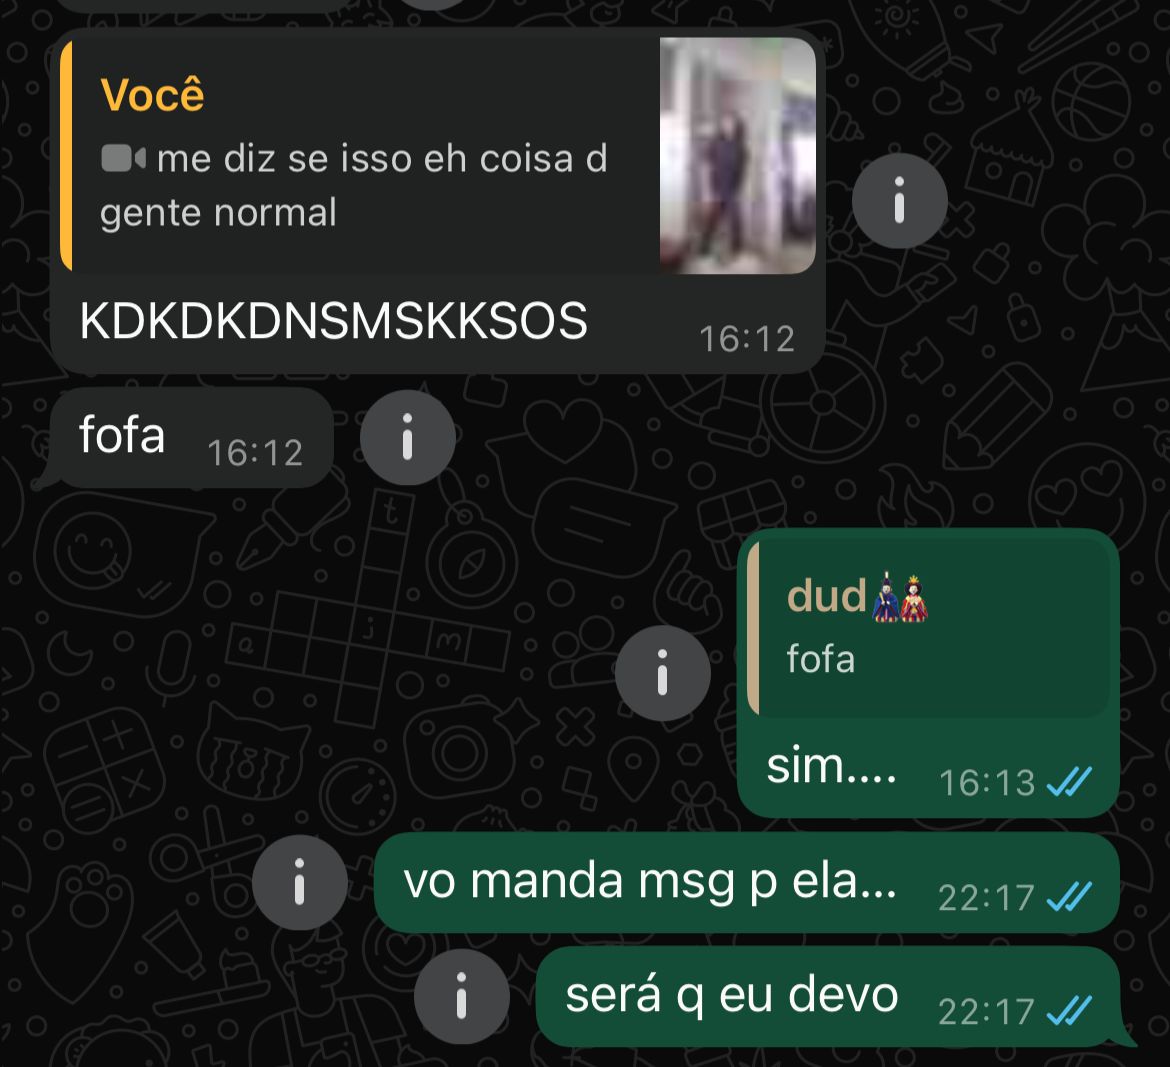 Você
me diz se isso eh coisa d
gente normal
KDKDKDNSMSKKSOS 16:12
fofa 16:12
dud🎎
fofa
sim.... 16:13
vo manda msg p ela... 22:17
será q eu devo 22:17